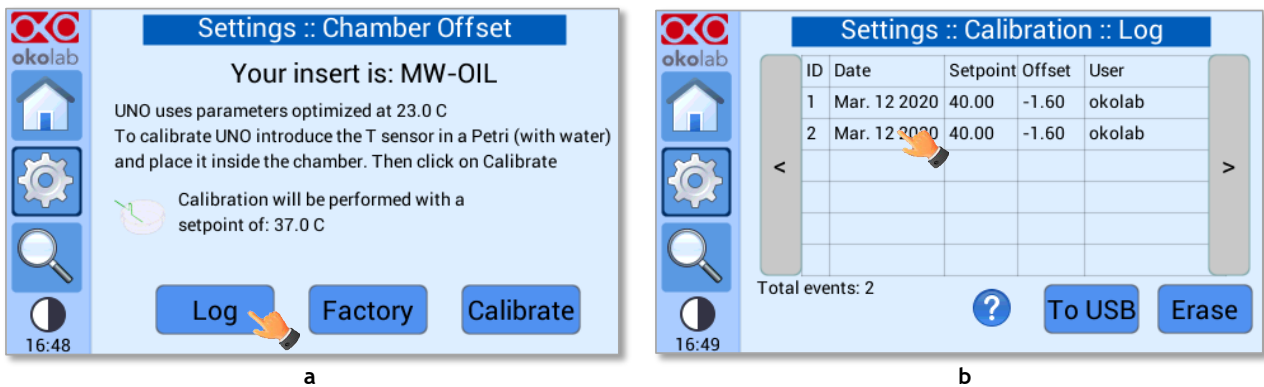 okolab
Settings :: Chamber Offset
Your insert is: MW-OIL
UNO uses parameters optimized at 23.0 C
To calibrate UNO introduce the T sensor in a Petri (with water)
and place it inside the chamber. Then click on Calibrate
Calibration will be performed with a
setpoint of: 37.0 C
Log Factory Calibrate
16:48
a
okolab
Settings :: Calibration :: Log
ID Date Setpoint Offset User
1 Mar. 12 2020 40.00 -1.60 okolab
2 Mar. 12 2020 40.00 -1.60 okolab
< >
Total events: 2
? To USB Erase
16:49
b